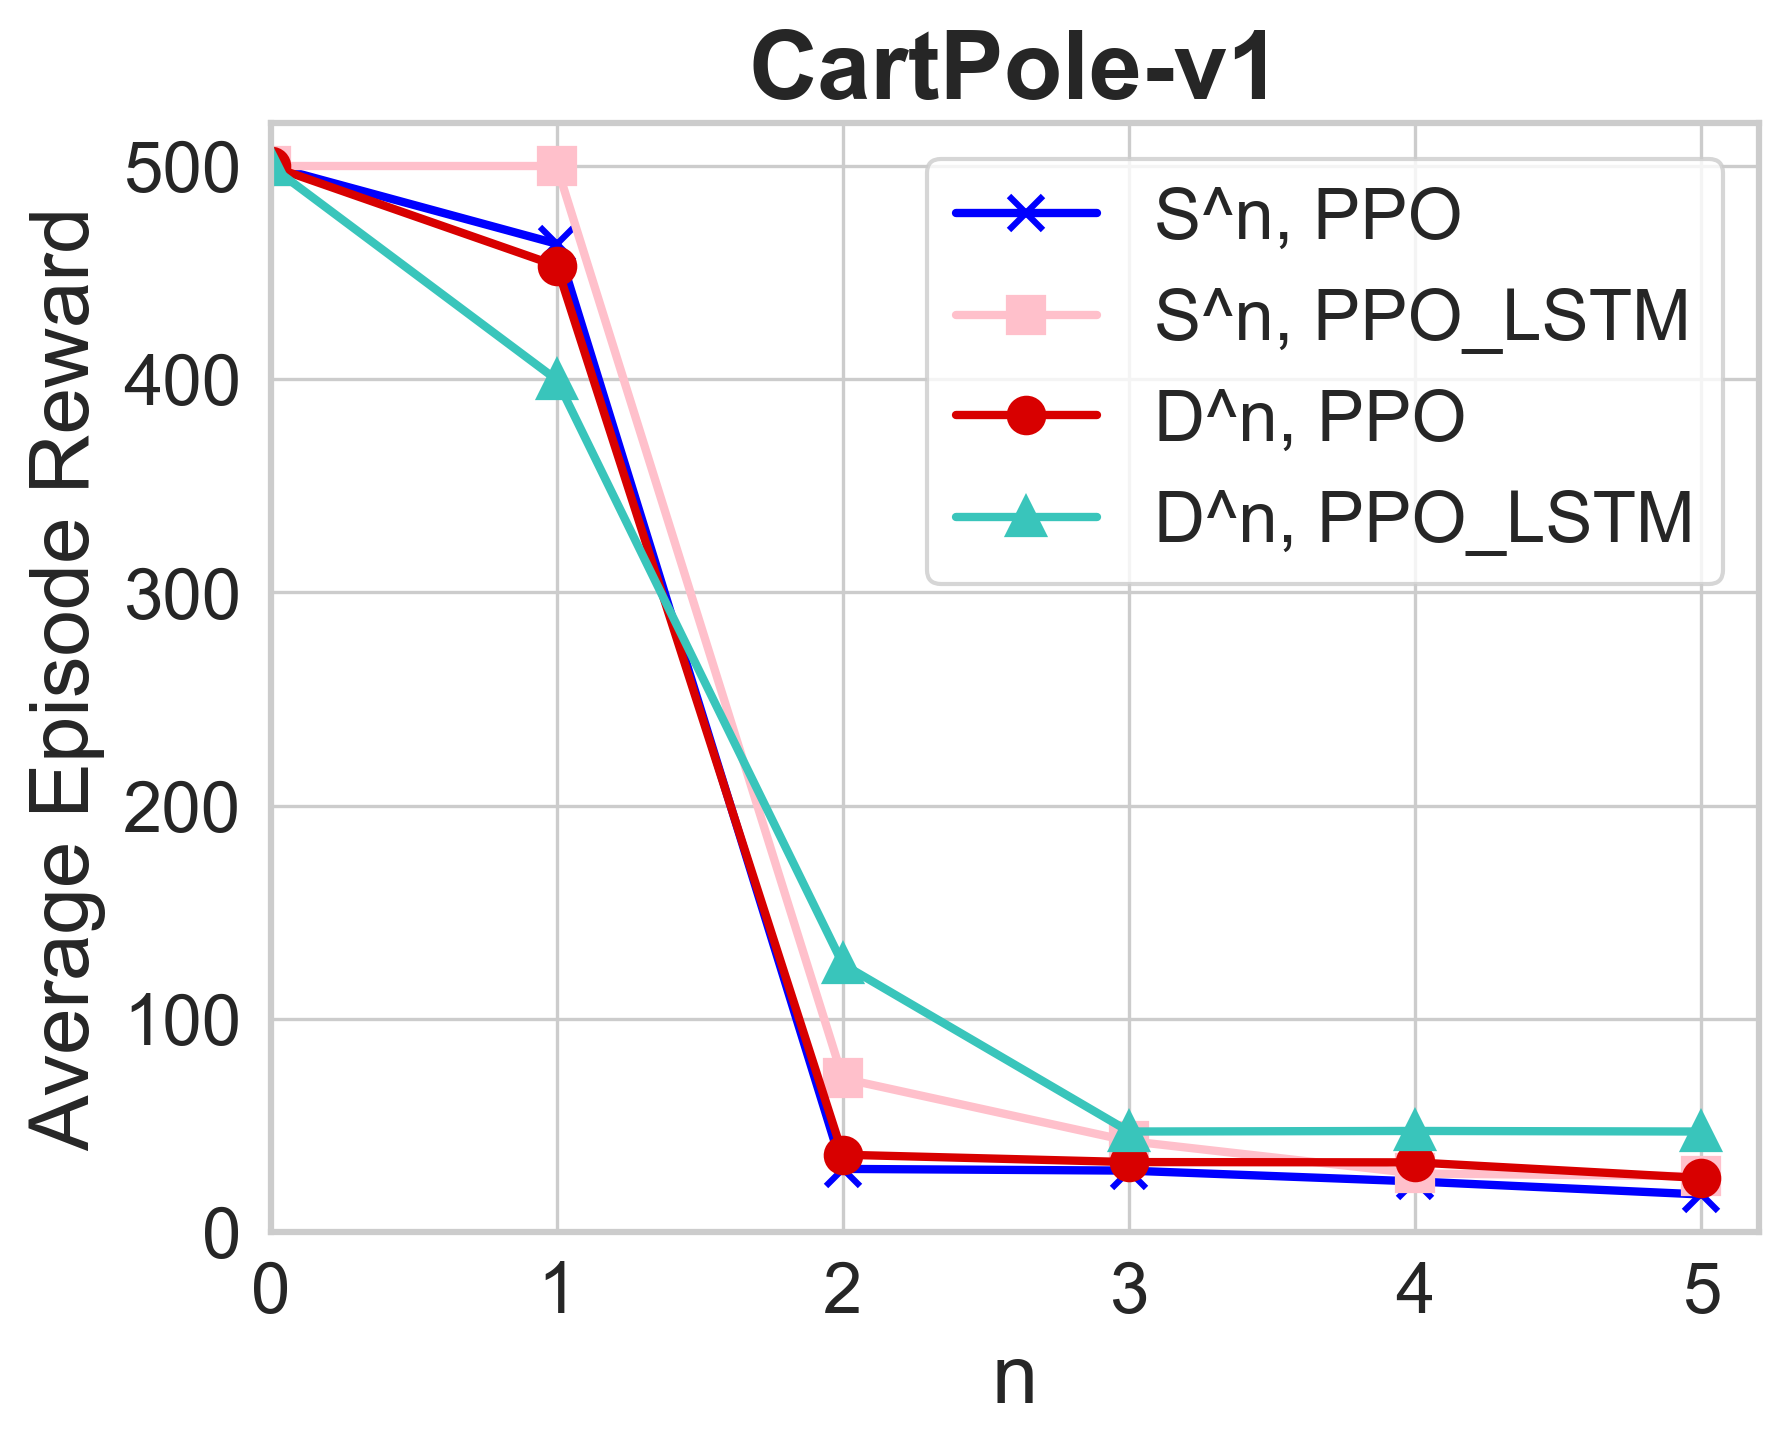 CartPole-v1
500
400
300
200
100
0
Average Episode Reward
S^n, PPO
S^n, PPO_LSTM
D^n, PPO
D^n, PPO_LSTM
0 1 2 3 4 5
n